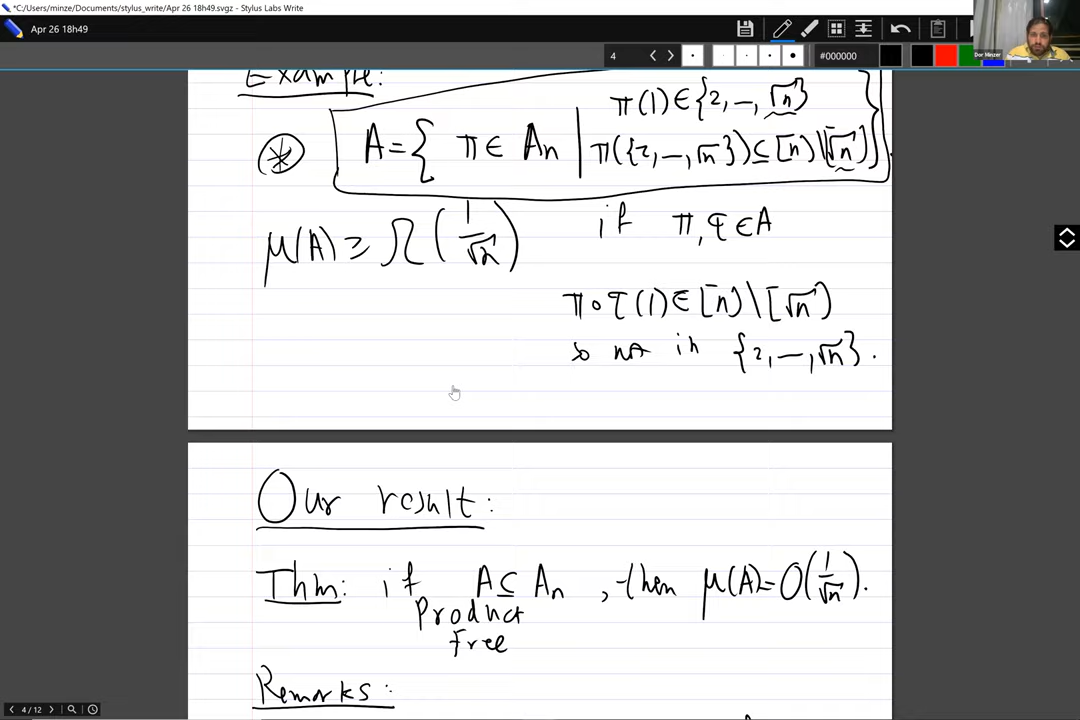 *C:/Users/minze/Documents/stylus_write/Apr 26 18h49.svgz - Stylus Labs Write
Apr 26 18h49
4
#000000
Dor Minzer
Example:
π(1)∈{2,–,√n}
⊛ A={ π∈ An | π({2,–,√n})⊆[n]\[√n] }
μ(A) ≥ Ω(1/√n) if π,τ∈A
π∘τ(1)∈[n]\[√n]
so not in {2,–,√n}.
Our result:
Thm: if A⊆An, then μ(A)=O(1/√n).
Product
Free
Remarks:
4/12